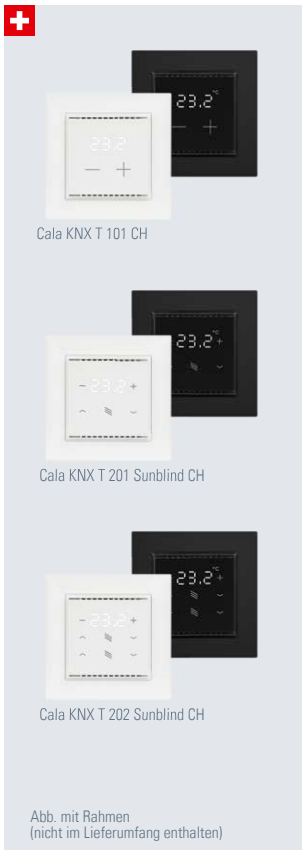 23.2°C
− +
23.2
− +
Cala KNX T 101 CH
23.2°C +
− 23.2 +
Cala KNX T 201 Sunblind CH
23.2°C +
− 23.2 +
Cala KNX T 202 Sunblind CH
Abb. mit Rahmen
(nicht im Lieferumfang enthalten)